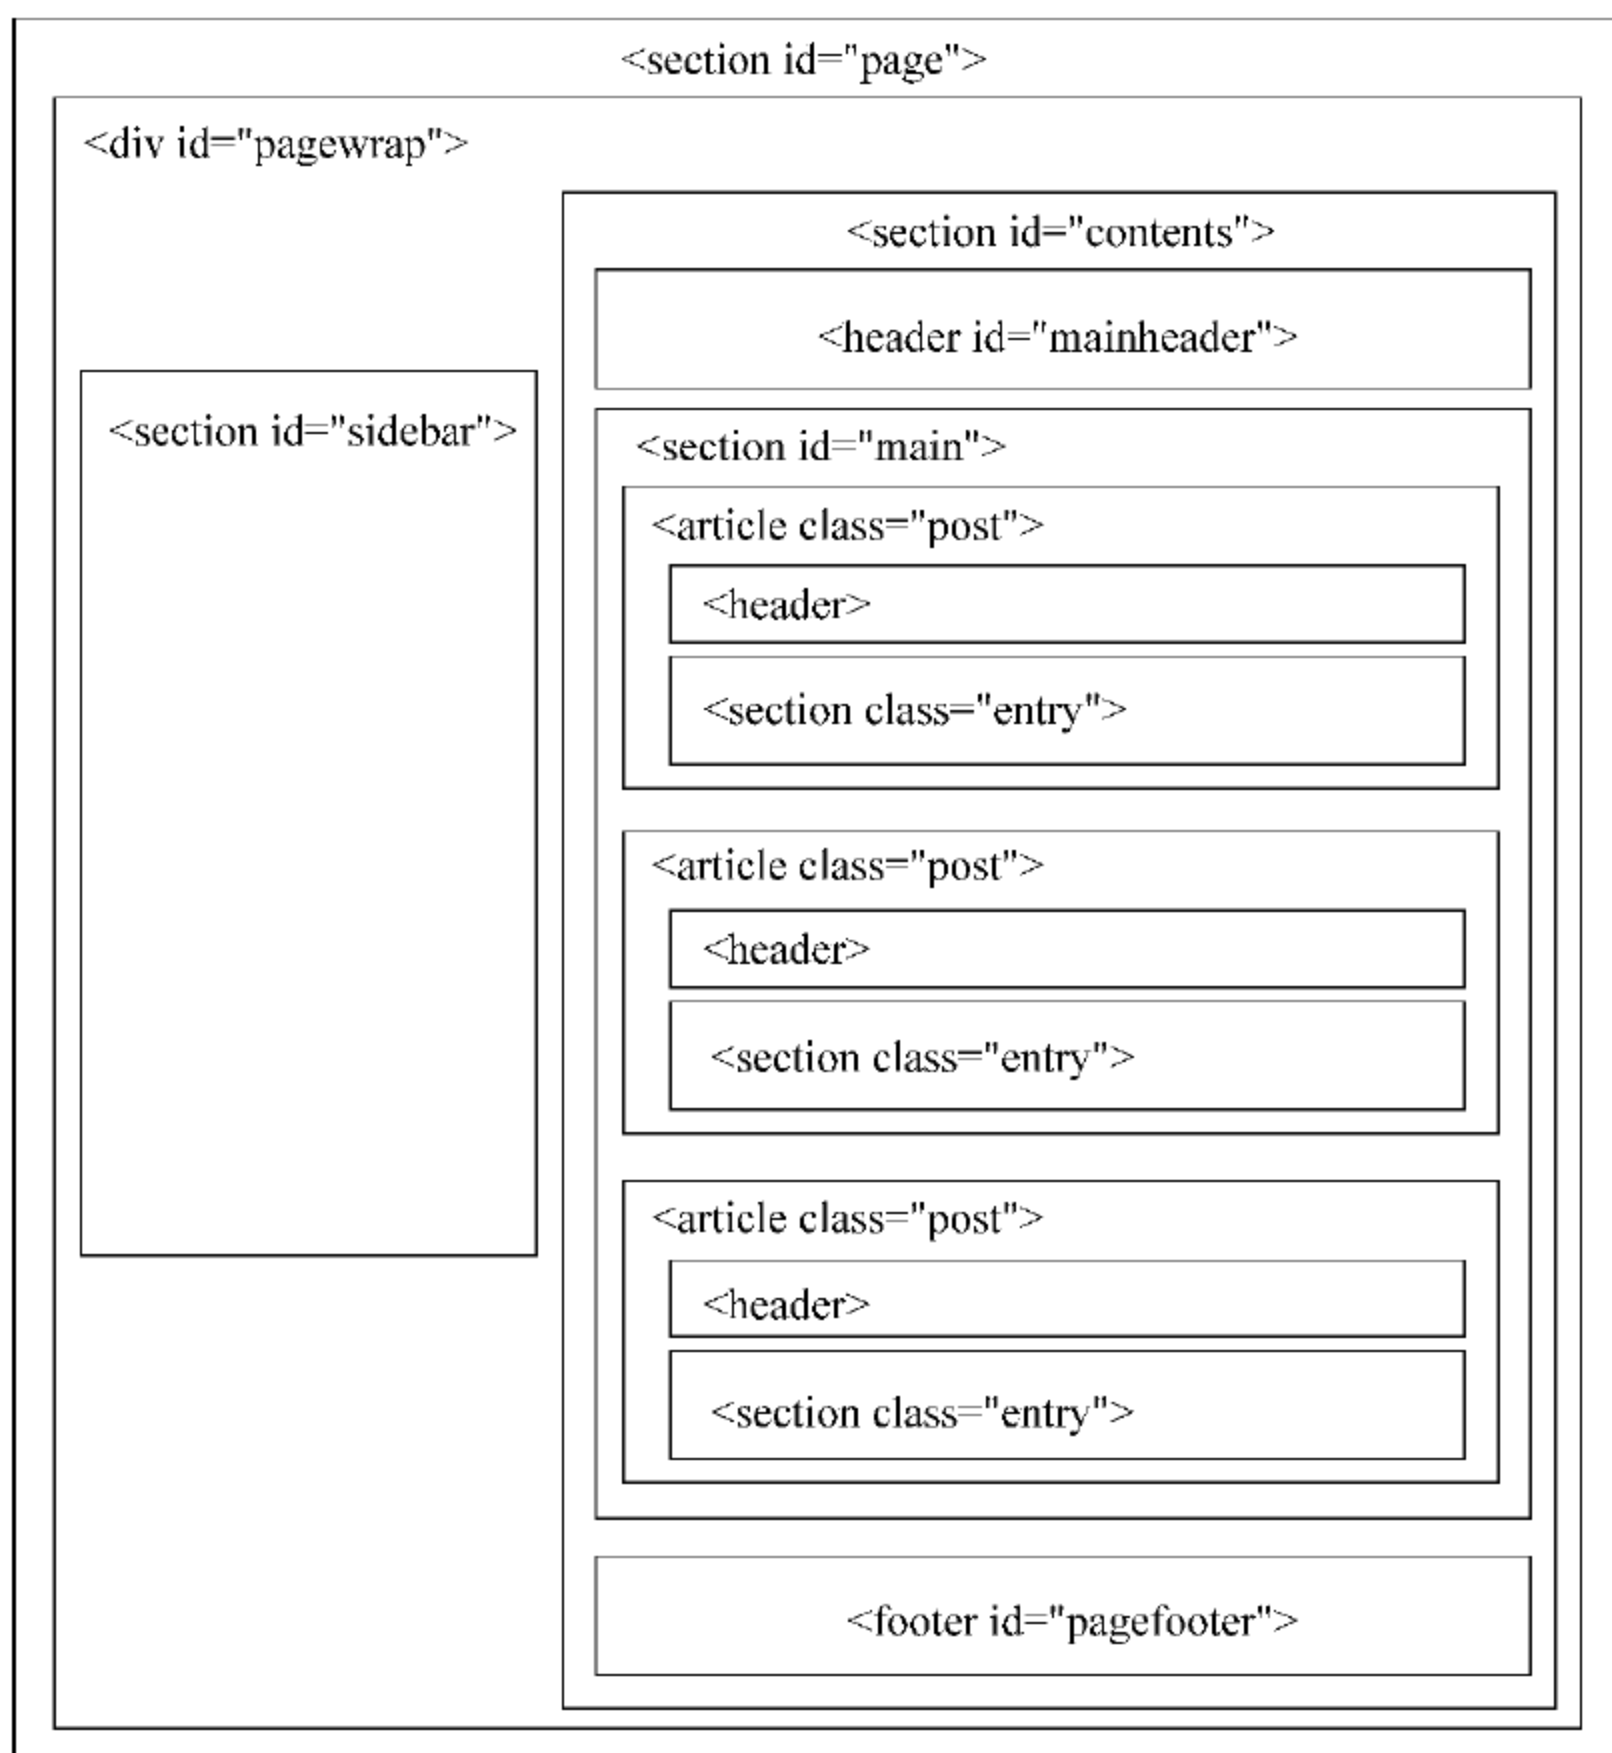 <section id="page">
<div id="pagewrap">
<section id="sidebar">
<section id="contents">
<header id="mainheader">
<section id="main">
<article class="post">
<header>
<section class="entry">
<article class="post">
<header>
<section class="entry">
<article class="post">
<header>
<section class="entry">
<footer id="pagefooter">